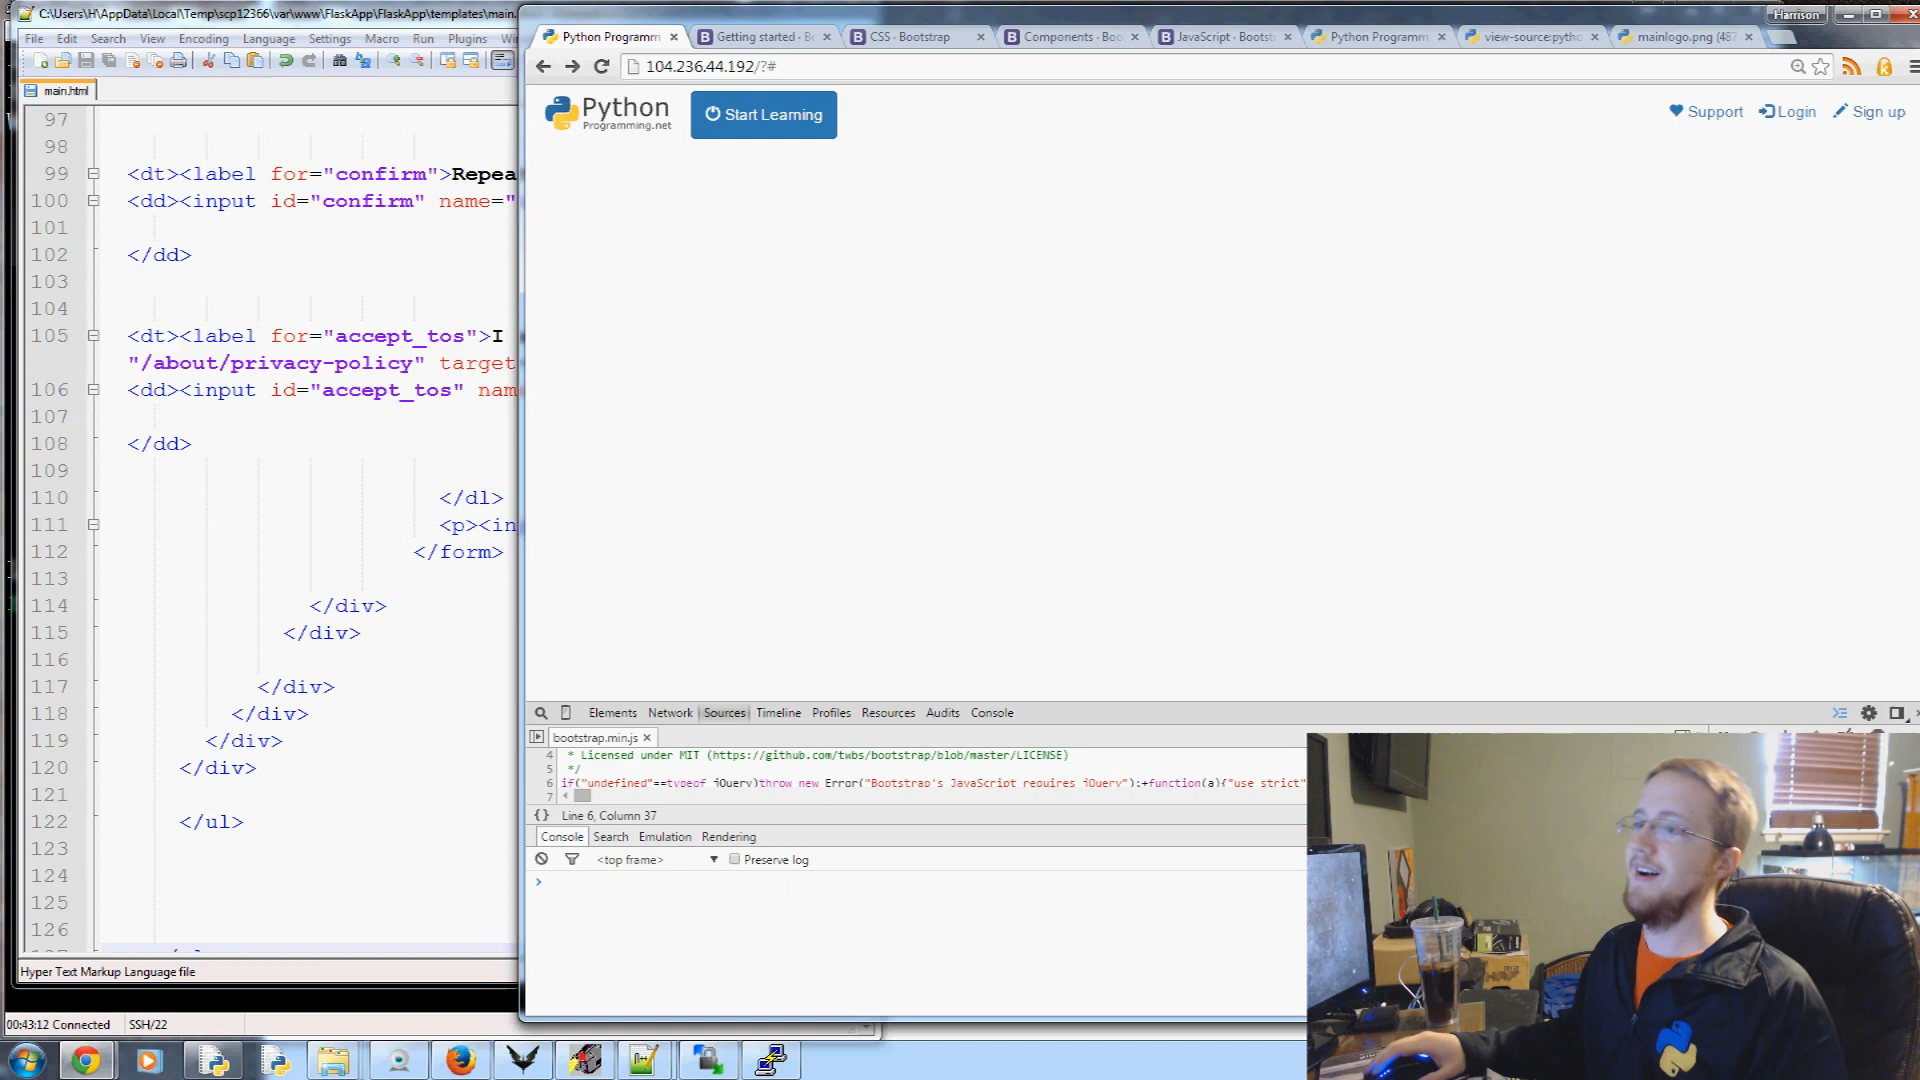 C:\Users\H\AppData\Local\Temp\scp12366\var\www\FlaskApp\FlaskApp\templates\main.
File Edit Search View Encoding Language Settings Macro Run Plugins
main.html
97
98
99 <dt><label for="confirm">Repea
100 <dd><input id="confirm" name="
101
102 </dd>
103
104
105 <dt><label for="accept_tos">I
"/about/privacy-policy" target
106 <dd><input id="accept_tos" nam
107
108 </dd>
109
110 </dl>
111 <p><in
112 </form>
113
114 </div>
115 </div>
116
117 </div>
118 </div>
119 </div>
120 </div>
121
122 </ul>
123
124
125
126
Hyper Text Markup Language file
00:43:12 Connected SSH/22
Harrison
Python Programm
Getting started - B
CSS · Bootstrap
Components · Boo
JavaScript · Bootst
Python Programm
view-source:pytho
mainlogo.png (487
104.236.44.192/?#
Python
Programming.net
Start Learning
Support Login Sign up
Elements Network Sources Timeline Profiles Resources Audits Console
bootstrap.min.js
4 * Licensed under MIT (https://github.com/twbs/bootstrap/blob/master/LICENSE)
5 */
6 if("undefined"==typeof jQuery)throw new Error("Bootstrap's JavaScript requires jQuery");+function(a){"use strict"
7
{} Line 6, Column 37
Console Search Emulation Rendering
<top frame> Preserve log
>